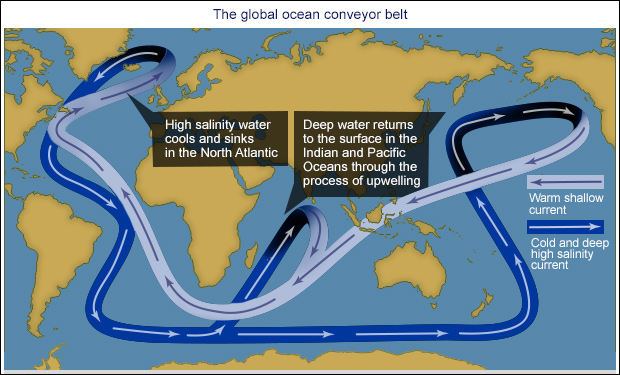 The global ocean conveyor belt
High salinity water
cools and sinks
in the North Atlantic
Deep water returns
to the surface in the
Indian and Pacific
Oceans through the
process of upwelling
Warm shallow
current
Cold and deep
high salinity
current